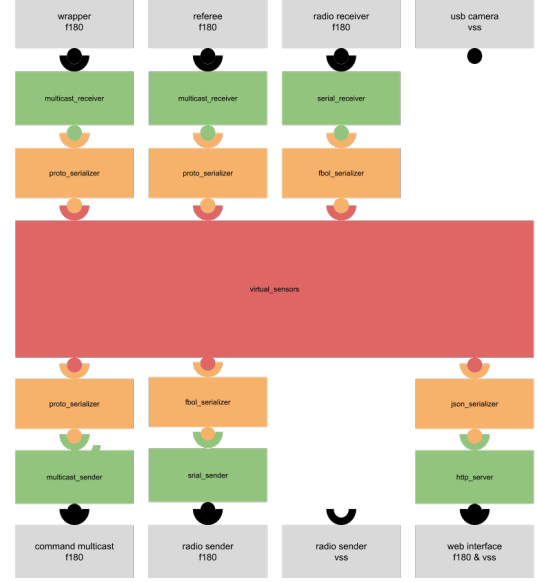 wrapper
f180
referee
f180
radio receiver
f180
usb camera
vss
multicast_receiver
multicast_receiver
serial_receiver
proto_serializer
proto_serializer
fbol_serializer
virtual_sensors
proto_serializer
fbol_serializer
json_serializer
multicast_sender
srial_sender
http_server
command multicast
f180
radio sender
f180
radio sender
vss
web interface
f180 & vss